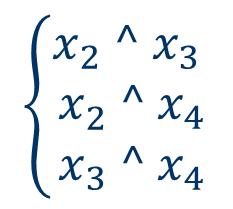 x₂ ^ x₃
x₂ ^ x₄
x₃ ^ x₄